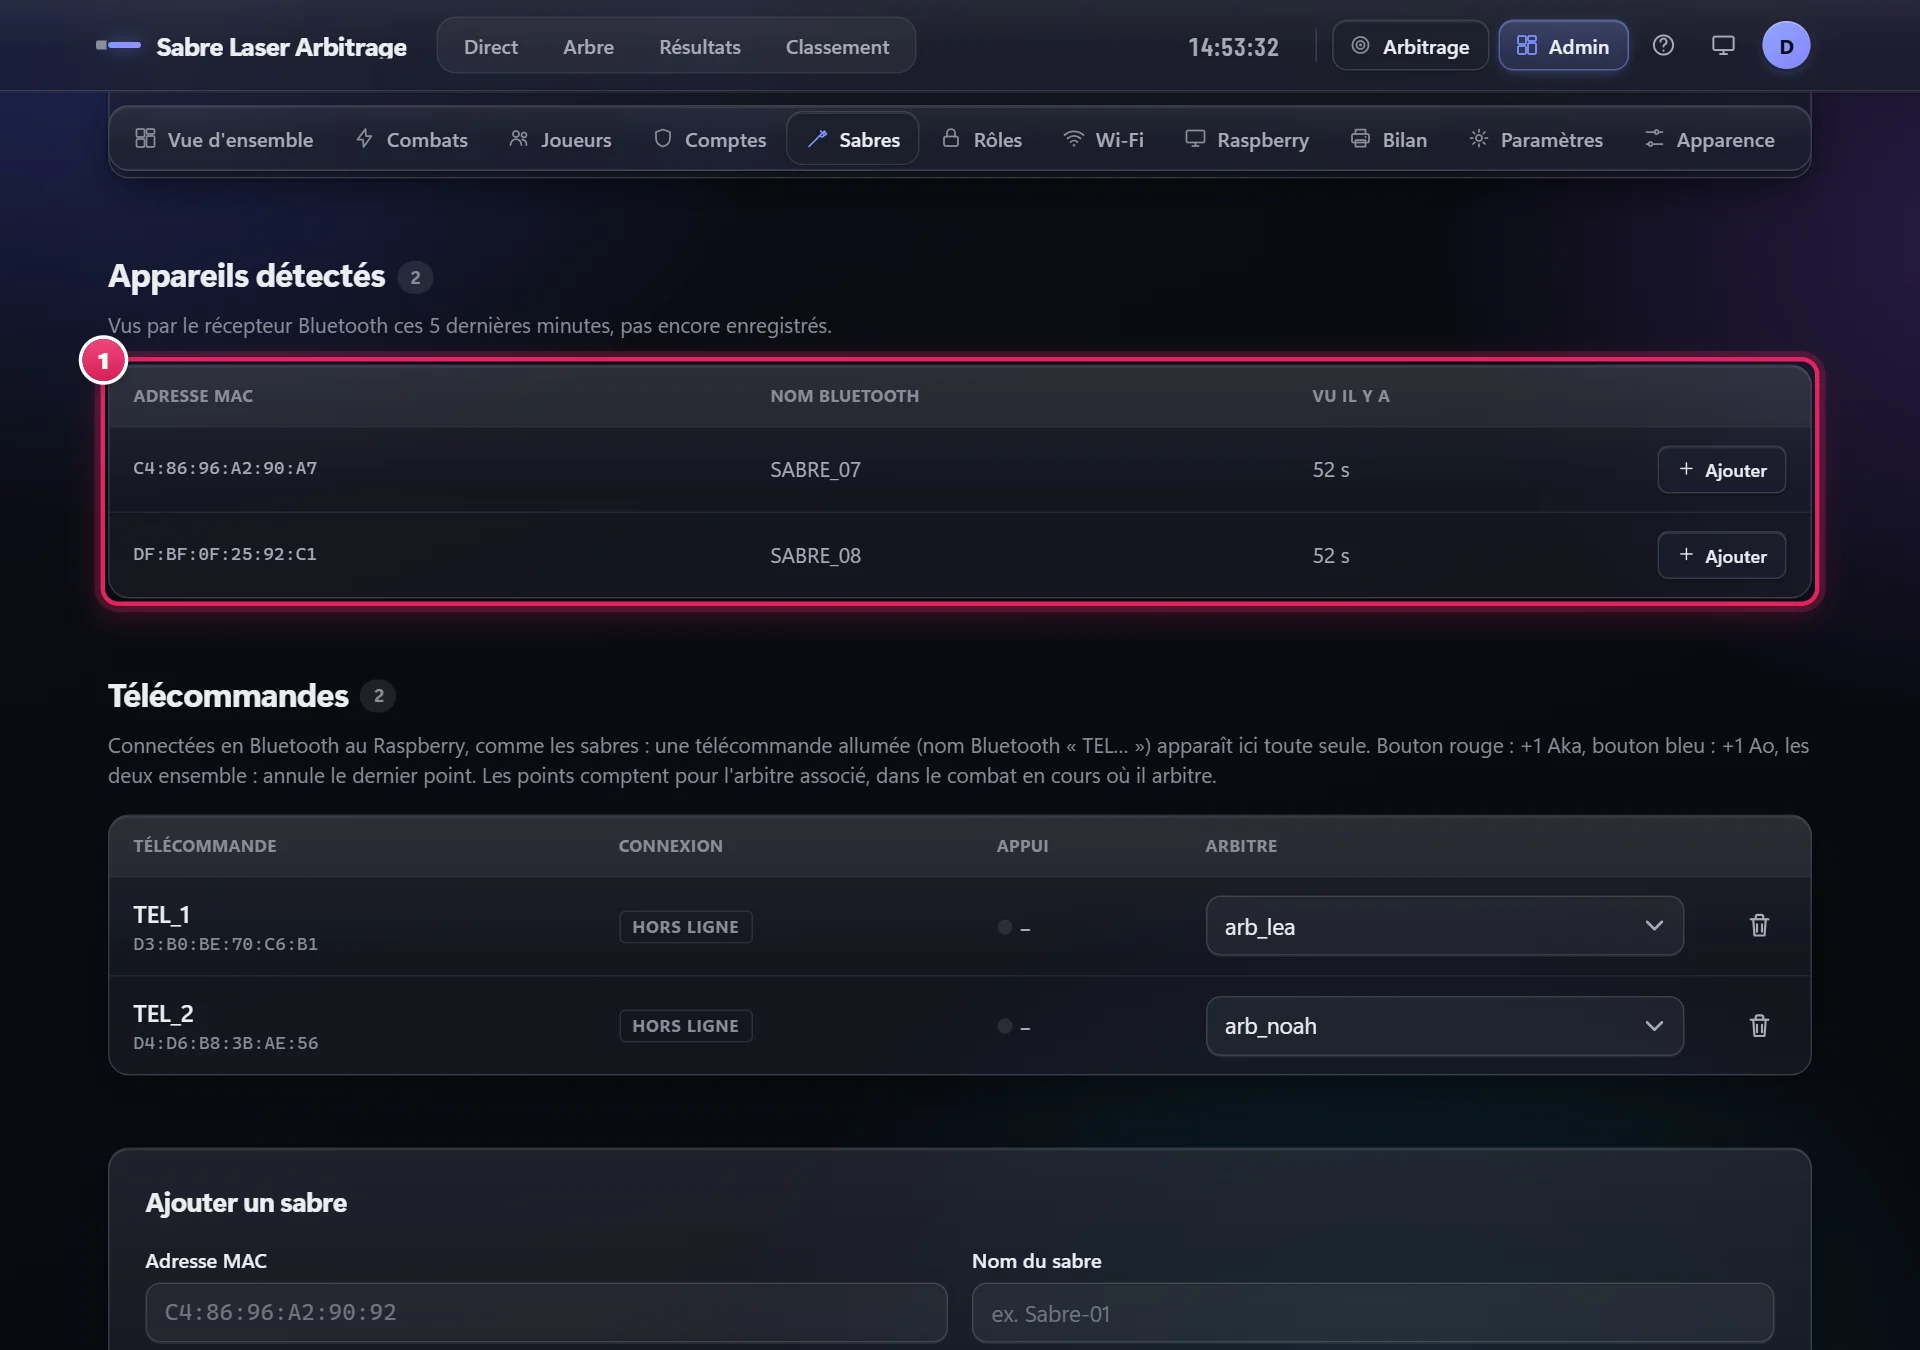 Sabre Laser Arbitrage
Direct
Arbre
Résultats
Classement
14:53:32
Arbitrage
Admin
D
Vue d'ensemble
Combats
Joueurs
Comptes
Sabres
Rôles
Wi-Fi
Raspberry
Bilan
Paramètres
Apparence
Appareils détectés 2
Vus par le récepteur Bluetooth ces 5 dernières minutes, pas encore enregistrés.
1
ADRESSE MAC NOM BLUETOOTH VU IL Y A
C4:86:96:A2:90:A7 SABRE_07 52 s + Ajouter
DF:BF:0F:25:92:C1 SABRE_08 52 s + Ajouter
Télécommandes 2
Connectées en Bluetooth au Raspberry, comme les sabres : une télécommande allumée (nom Bluetooth « TEL... ») apparaît ici toute seule. Bouton rouge : +1 Aka, bouton bleu : +1 Ao, les
deux ensemble : annule le dernier point. Les points comptent pour l'arbitre associé, dans le combat en cours où il arbitre.
TÉLÉCOMMANDE CONNEXION APPUI ARBITRE
TEL_1
D3:B0:BE:70:C6:B1
HORS LIGNE
–
arb_lea
TEL_2
D4:D6:B8:3B:AE:56
HORS LIGNE
–
arb_noah
Ajouter un sabre
Adresse MAC
C4:86:96:A2:90:92
Nom du sabre
ex. Sabre-01